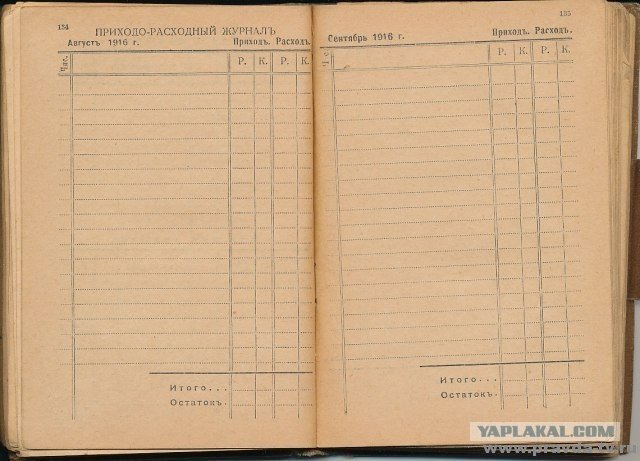 134
ПРИХОДО-РАСХОДНЫЙ ЖУРНАЛЪ
Августъ 1916 г. Приходъ. Расходъ.
Чис. Р. К. Р. К.
Итого...
Остатокъ.
135
Сентябрь 1916 г. Приходъ. Расходъ.
Р. К. Р. К.
Итого...
Остатокъ.
YAPLAKAL.COM